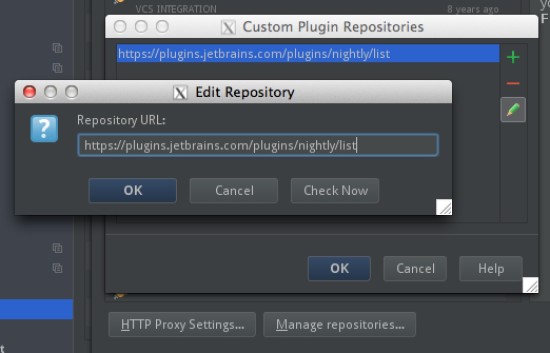 VCS INTEGRATION
8 years ago
yo
F
Custom Plugin Repositories
https://plugins.jetbrains.com/plugins/nightly/list
Edit Repository
Repository URL:
https://plugins.jetbrains.com/plugins/nightly/list
OK
Cancel
Check Now
OK
Cancel
Help
HTTP Proxy Settings...
Manage repositories...
t